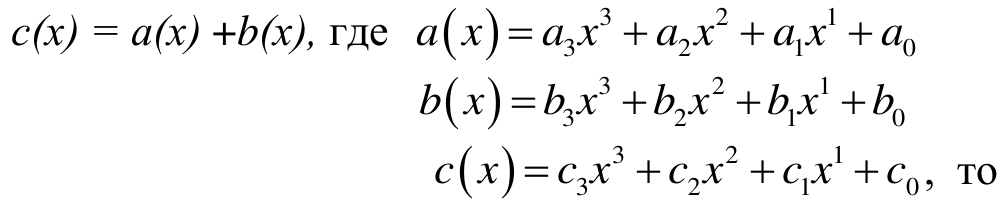 c(x) = a(x) +b(x), где a(x) = a₃x³ + a₂x² + a₁x¹ + a₀
b(x) = b₃x³ + b₂x² + b₁x¹ + b₀
c(x) = c₃x³ + c₂x² + c₁x¹ + c₀, то